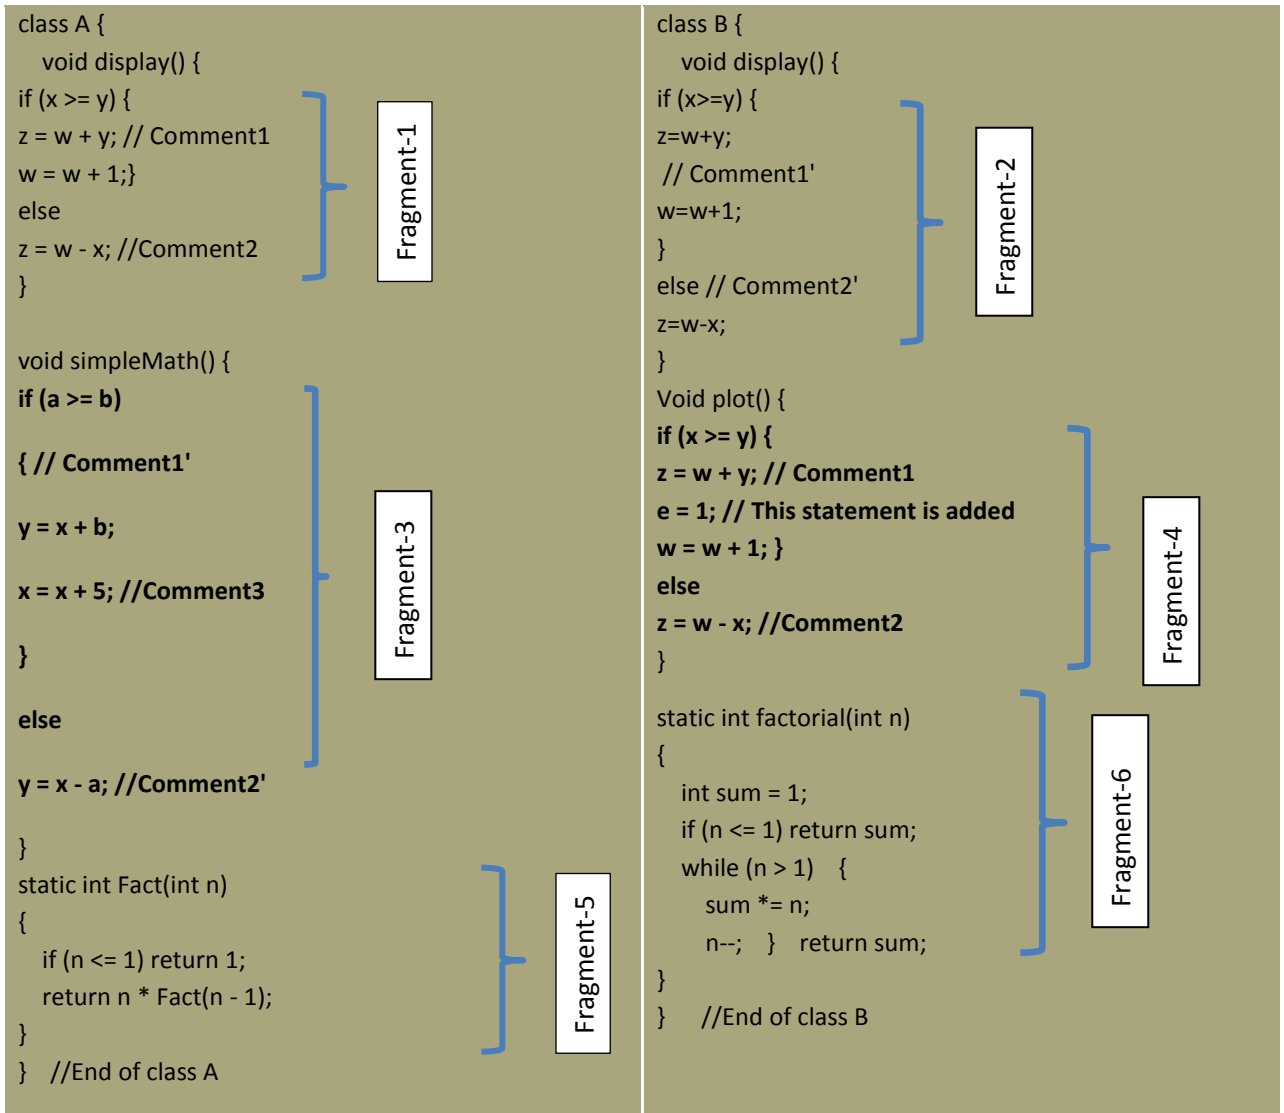 class A {
void display() {
if (x >= y) {
z = w + y; // Comment1
w = w + 1;}
else
z = w - x; //Comment2
}
Fragment-1
void simpleMath() {
if (a >= b)
{ // Comment1'
y = x + b;
x = x + 5; //Comment3
}
else
y = x - a; //Comment2'
}
Fragment-3
static int Fact(int n)
{
if (n <= 1) return 1;
return n * Fact(n - 1);
}
} //End of class A
Fragment-5
class B {
void display() {
if (x>=y) {
z=w+y;
// Comment1'
w=w+1;
}
else // Comment2'
z=w-x;
}
Fragment-2
Void plot() {
if (x >= y) {
z = w + y; // Comment1
e = 1; // This statement is added
w = w + 1; }
else
z = w - x; //Comment2
}
Fragment-4
static int factorial(int n)
{
int sum = 1;
if (n <= 1) return sum;
while (n > 1) {
sum *= n;
n--; } return sum;
}
} //End of class B
Fragment-6